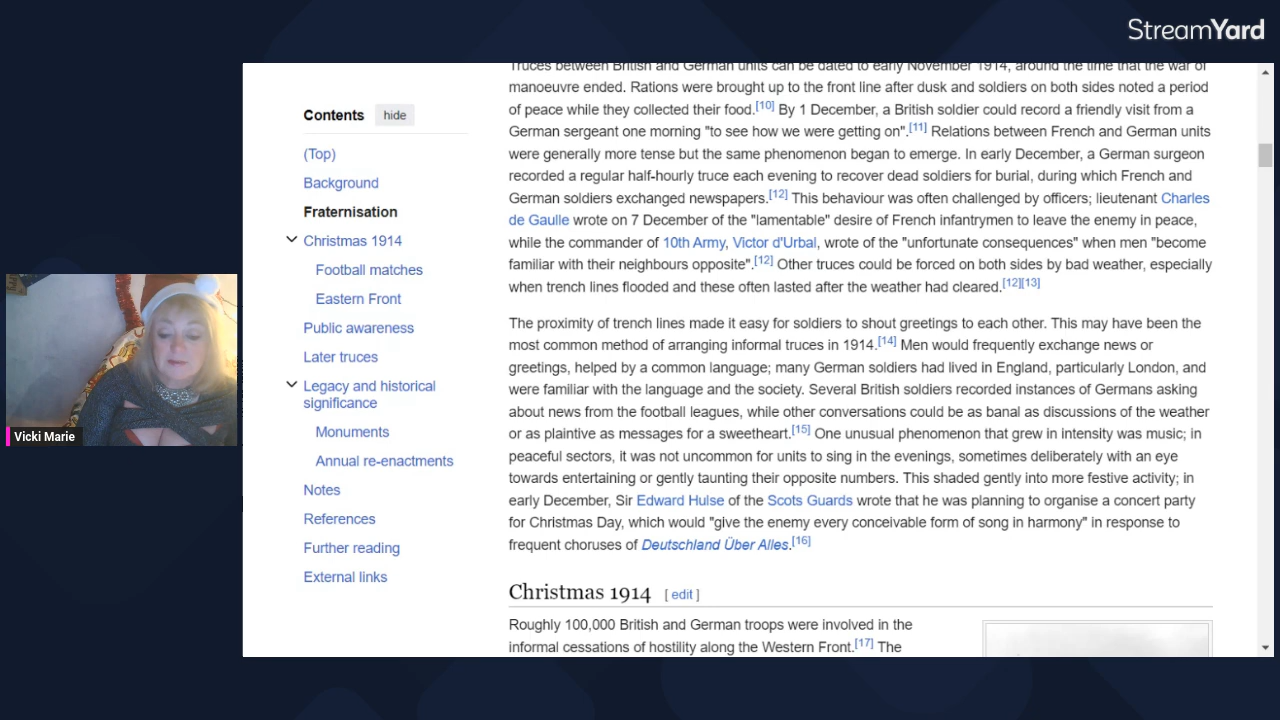 StreamYard
Truces between British and German units can be dated to early November 1914, around the time that the war of
manoeuvre ended. Rations were brought up to the front line after dusk and soldiers on both sides noted a period
of peace while they collected their food.[10] By 1 December, a British soldier could record a friendly visit from a
German sergeant one morning "to see how we were getting on".[11] Relations between French and German units
were generally more tense but the same phenomenon began to emerge. In early December, a German surgeon
recorded a regular half-hourly truce each evening to recover dead soldiers for burial, during which French and
German soldiers exchanged newspapers.[12] This behaviour was often challenged by officers; lieutenant Charles
de Gaulle wrote on 7 December of the "lamentable" desire of French infantrymen to leave the enemy in peace,
while the commander of 10th Army, Victor d'Urbal, wrote of the "unfortunate consequences" when men "become
familiar with their neighbours opposite".[12] Other truces could be forced on both sides by bad weather, especially
when trench lines flooded and these often lasted after the weather had cleared.[12][13]
The proximity of trench lines made it easy for soldiers to shout greetings to each other. This may have been the
most common method of arranging informal truces in 1914.[14] Men would frequently exchange news or
greetings, helped by a common language; many German soldiers had lived in England, particularly London, and
were familiar with the language and the society. Several British soldiers recorded instances of Germans asking
about news from the football leagues, while other conversations could be as banal as discussions of the weather
or as plaintive as messages for a sweetheart.[15] One unusual phenomenon that grew in intensity was music; in
peaceful sectors, it was not uncommon for units to sing in the evenings, sometimes deliberately with an eye
towards entertaining or gently taunting their opposite numbers. This shaded gently into more festive activity; in
early December, Sir Edward Hulse of the Scots Guards wrote that he was planning to organise a concert party
for Christmas Day, which would "give the enemy every conceivable form of song in harmony" in response to
frequent choruses of Deutschland Über Alles.[16]
Christmas 1914 [ edit ]
Roughly 100,000 British and German troops were involved in the
informal cessations of hostility along the Western Front.[17] The
Contents hide
(Top)
Background
Fraternisation
Christmas 1914
Football matches
Eastern Front
Public awareness
Later truces
Legacy and historical
significance
Monuments
Annual re-enactments
Notes
References
Further reading
External links
Vicki Marie